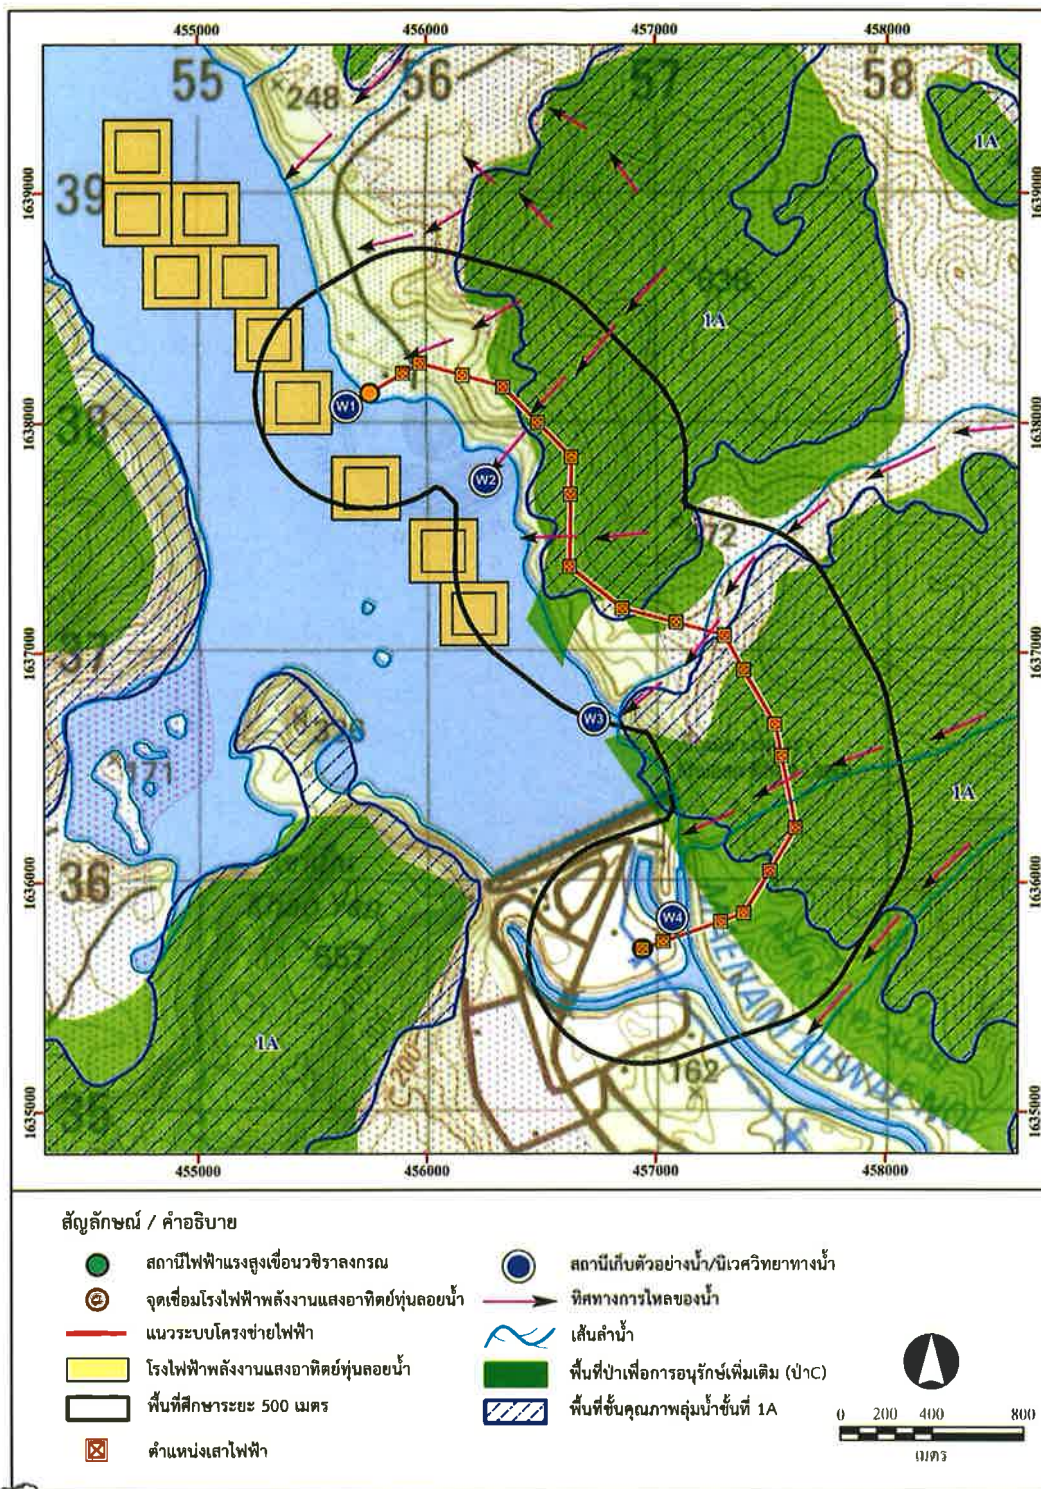 455000 456000 457000 458000
55 56 57 58
248
1A
1639000 39 1639000
1A
1638000 38 1638000
W1
W2
72
1637000 37 1637000
W3
171
1A
1636000 36 1636000
W4
557
MAENAM KHWAE NOI
1A
1A
200
162
1635000 35 1635000
455000 456000 457000 458000
สัญลักษณ์ / คำอธิบาย
สถานีไฟฟ้าแรงสูงเขื่อนวชิราลงกรณ
จุดเชื่อมโรงไฟฟ้าพลังงานแสงอาทิตย์ทุ่นลอยน้ำ
แนวระบบโครงข่ายไฟฟ้า
โรงไฟฟ้าพลังงานแสงอาทิตย์ทุ่นลอยน้ำ
พื้นที่ศึกษาระยะ 500 เมตร
ตำแหน่งเสาไฟฟ้า
สถานีเก็บตัวอย่างน้ำ/นิเวศวิทยาทางน้ำ
ทิศทางการไหลของน้ำ
เส้นลำน้ำ
พื้นที่ป่าเพื่อการอนุรักษ์เพิ่มเติม (ป่าC)
พื้นที่ชั้นคุณภาพลุ่มน้ำชั้นที่ 1A
0 200 400 800
เมตร